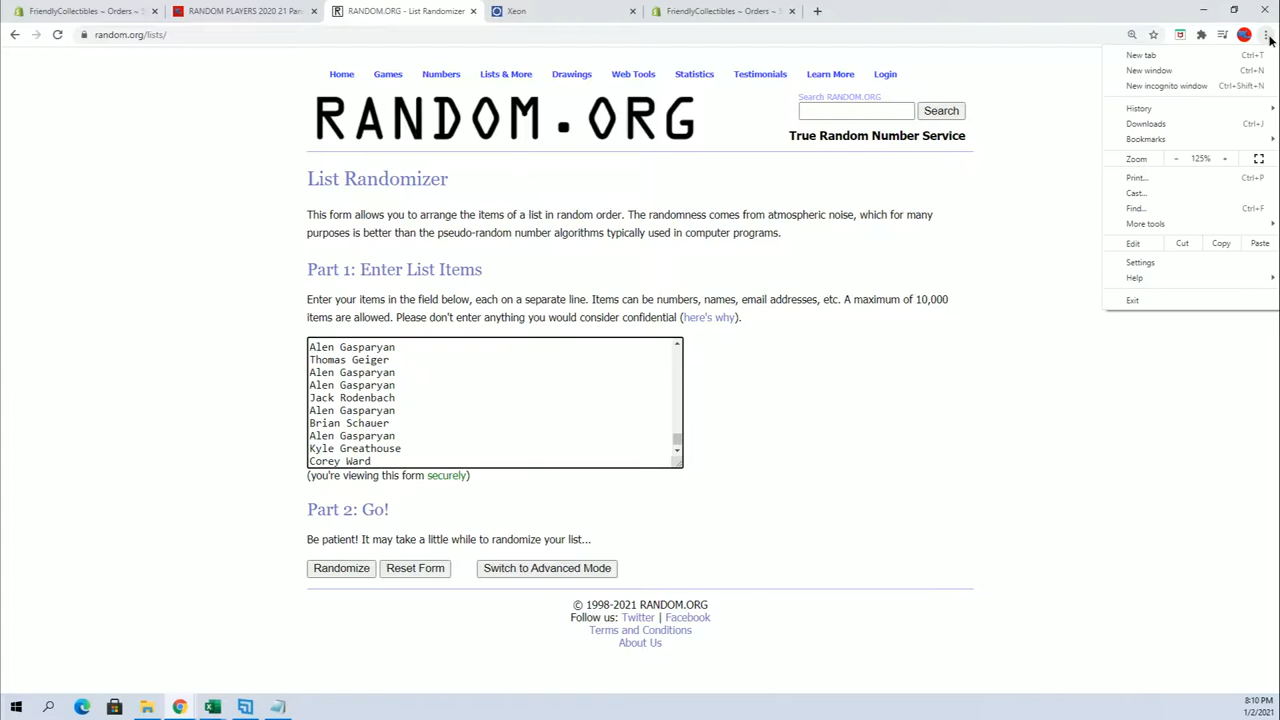 FriendlyCollectibles ~ Orders ~ S
RANDOM PLAYERS 2020 21 Pan
RANDOM.ORG - List Randomizer
Xeon
FriendlyCollectibles ~ Orders ~ S
random.org/lists/
Home Games Numbers Lists & More Drawings Web Tools Statistics Testimonials Learn More Login
RANDOM.ORG
Search RANDOM.ORG
Search
True Random Number Service
List Randomizer
This form allows you to arrange the items of a list in random order. The randomness comes from atmospheric noise, which for many
purposes is better than the pseudo-random number algorithms typically used in computer programs.
Part 1: Enter List Items
Enter your items in the field below, each on a separate line. Items can be numbers, names, email addresses, etc. A maximum of 10,000
items are allowed. Please don't enter anything you would consider confidential (here's why).
Alen Gasparyan
Thomas Geiger
Alen Gasparyan
Alen Gasparyan
Jack Rodenbach
Alen Gasparyan
Brian Schauer
Alen Gasparyan
Kyle Greathouse
Corey Ward
(you're viewing this form securely)
Part 2: Go!
Be patient! It may take a little while to randomize your list...
Randomize Reset Form Switch to Advanced Mode
© 1998-2021 RANDOM.ORG
Follow us: Twitter | Facebook
Terms and Conditions
About Us
New tab Ctrl+T
New window Ctrl+N
New incognito window Ctrl+Shift+N
History
Downloads Ctrl+J
Bookmarks
Zoom - 125% +
Print... Ctrl+P
Cast...
Find... Ctrl+F
More tools
Edit Cut Copy Paste
Settings
Help
Exit
8:10 PM
1/2/2021